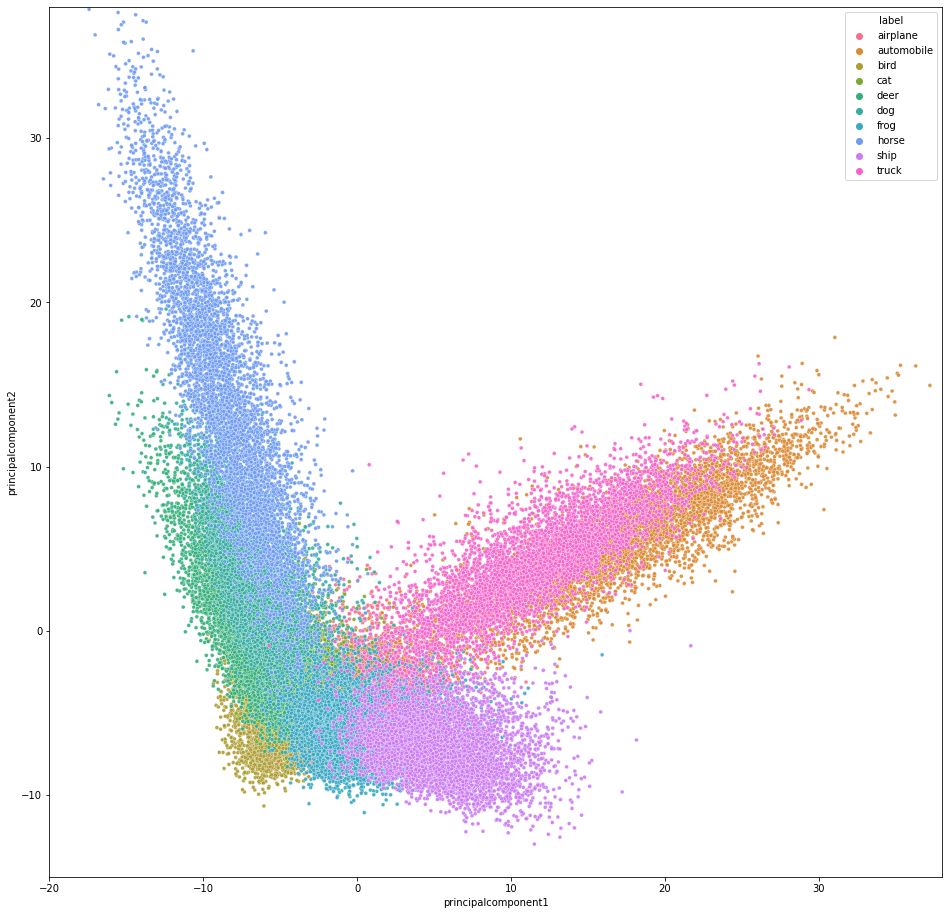 label
airplane
automobile
bird
cat
deer
dog
frog
horse
ship
truck
30
20
10
0
−10
principalcomponent2
−20
−10
0
10
20
30
principalcomponent1